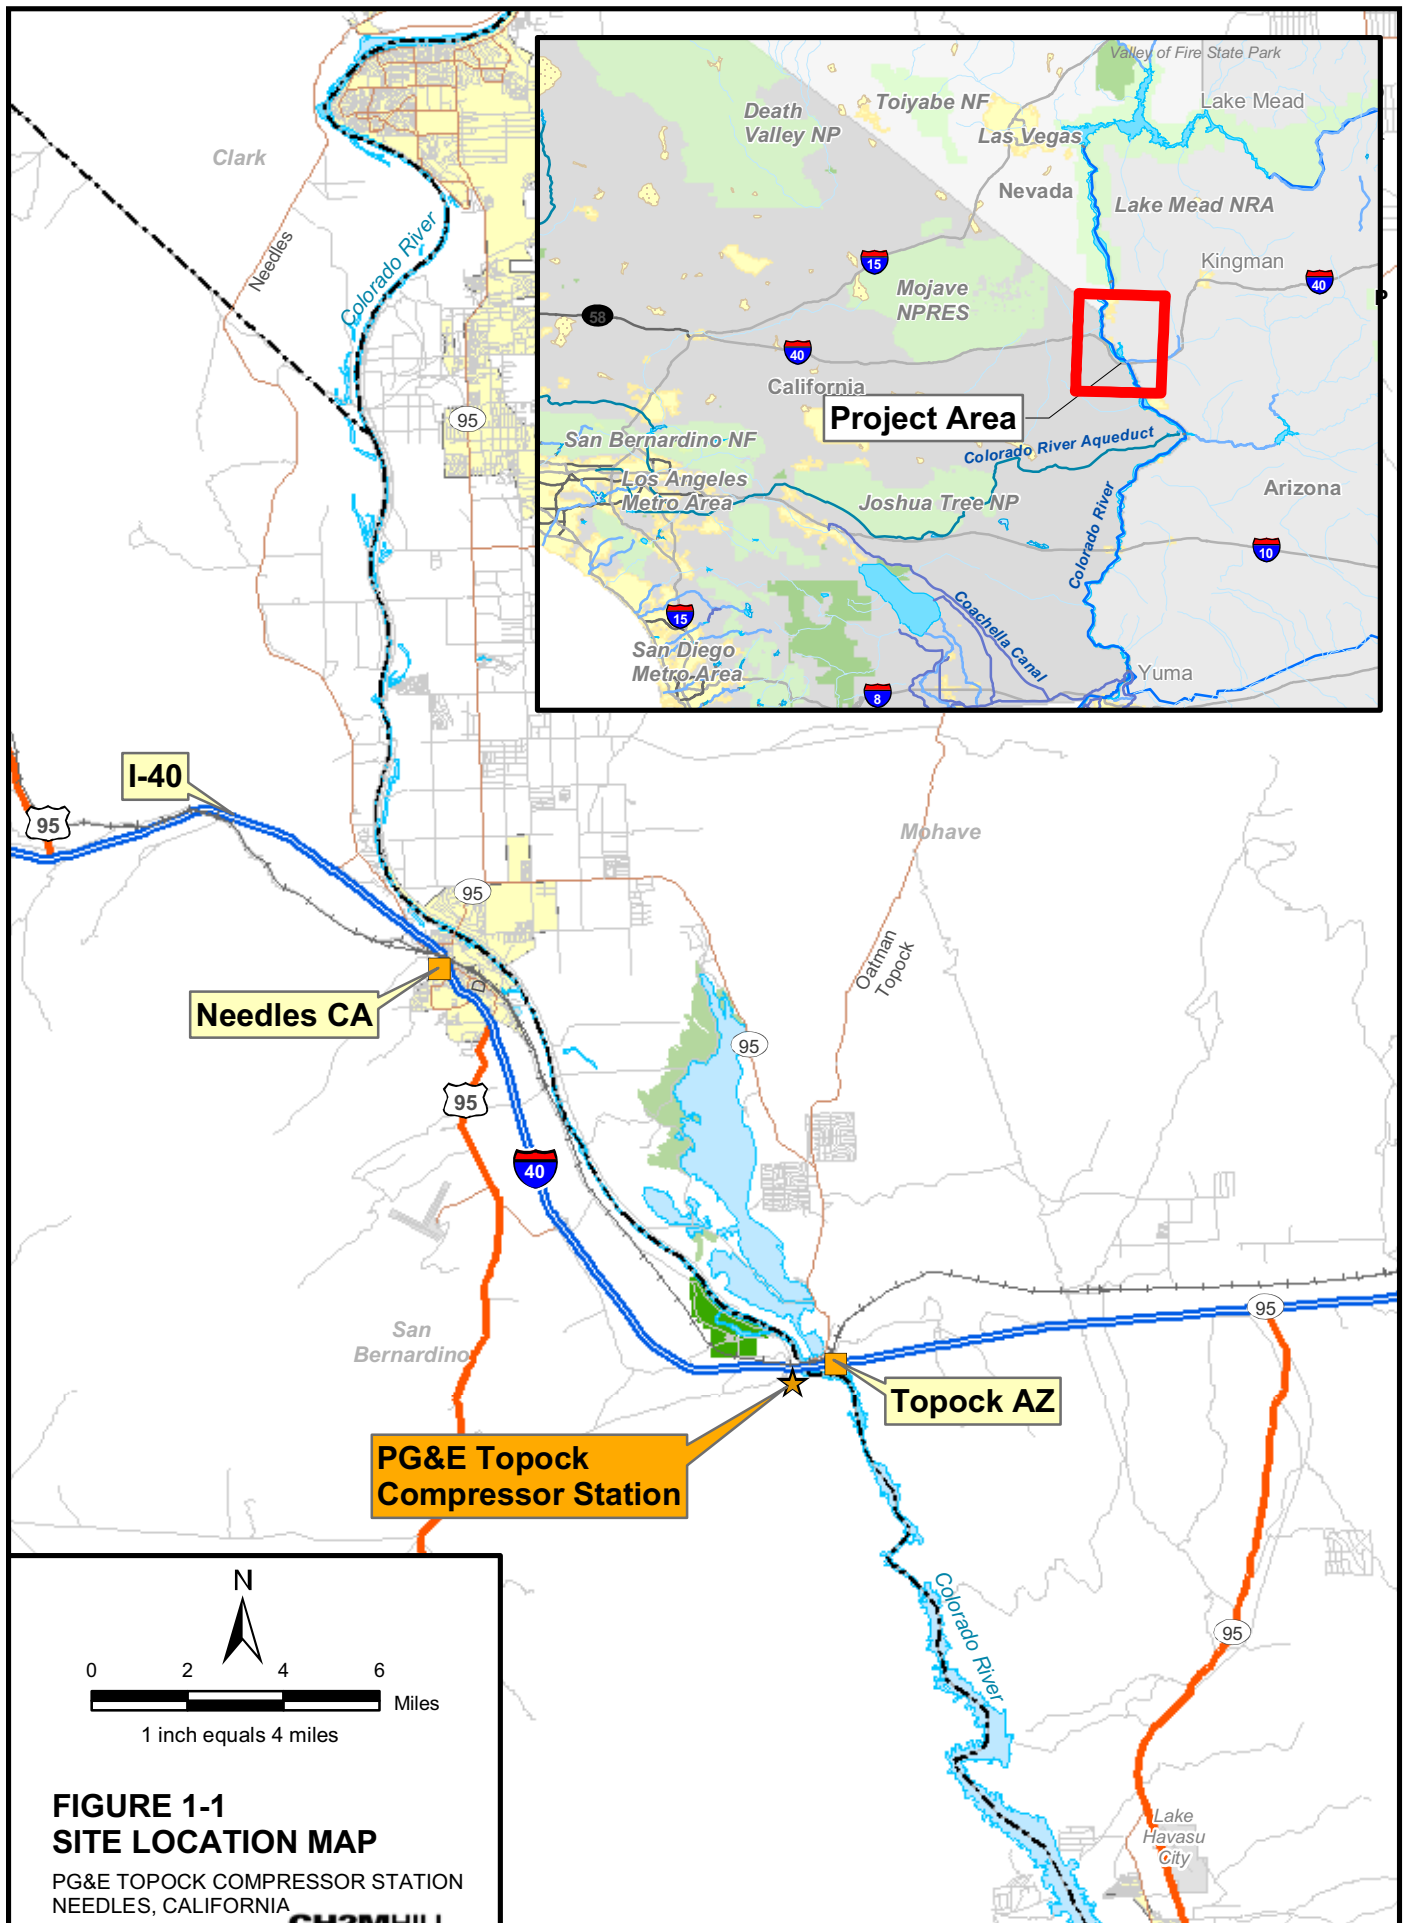 Valley of Fire State Park
Lake Mead
Toiyabe NF
Death
Valley NP
Las Vegas
Nevada
Lake Mead NRA
Kingman
15
40
P
Mojave
NPRES
58
40
California
Project Area
San Bernardino NF
Colorado River Aqueduct
Los Angeles
Metro Area
Joshua Tree NP
Arizona
Colorado River
10
15
Coachella Canal
San Diego
Metro Area
Yuma
8
Clark
Needles
Colorado River
95
I-40
95
Mohave
95
Oatman
Topock
Needles CA
D
95
95
40
San
Bernardino
95
Topock AZ
PG&E Topock
Compressor Station
Colorado River
95
Lake
Havasu
City
N
0 2 4 6
Miles
1 inch equals 4 miles
FIGURE 1-1
SITE LOCATION MAP
PG&E TOPOCK COMPRESSOR STATION
NEEDLES, CALIFORNIA
CH2MHILL